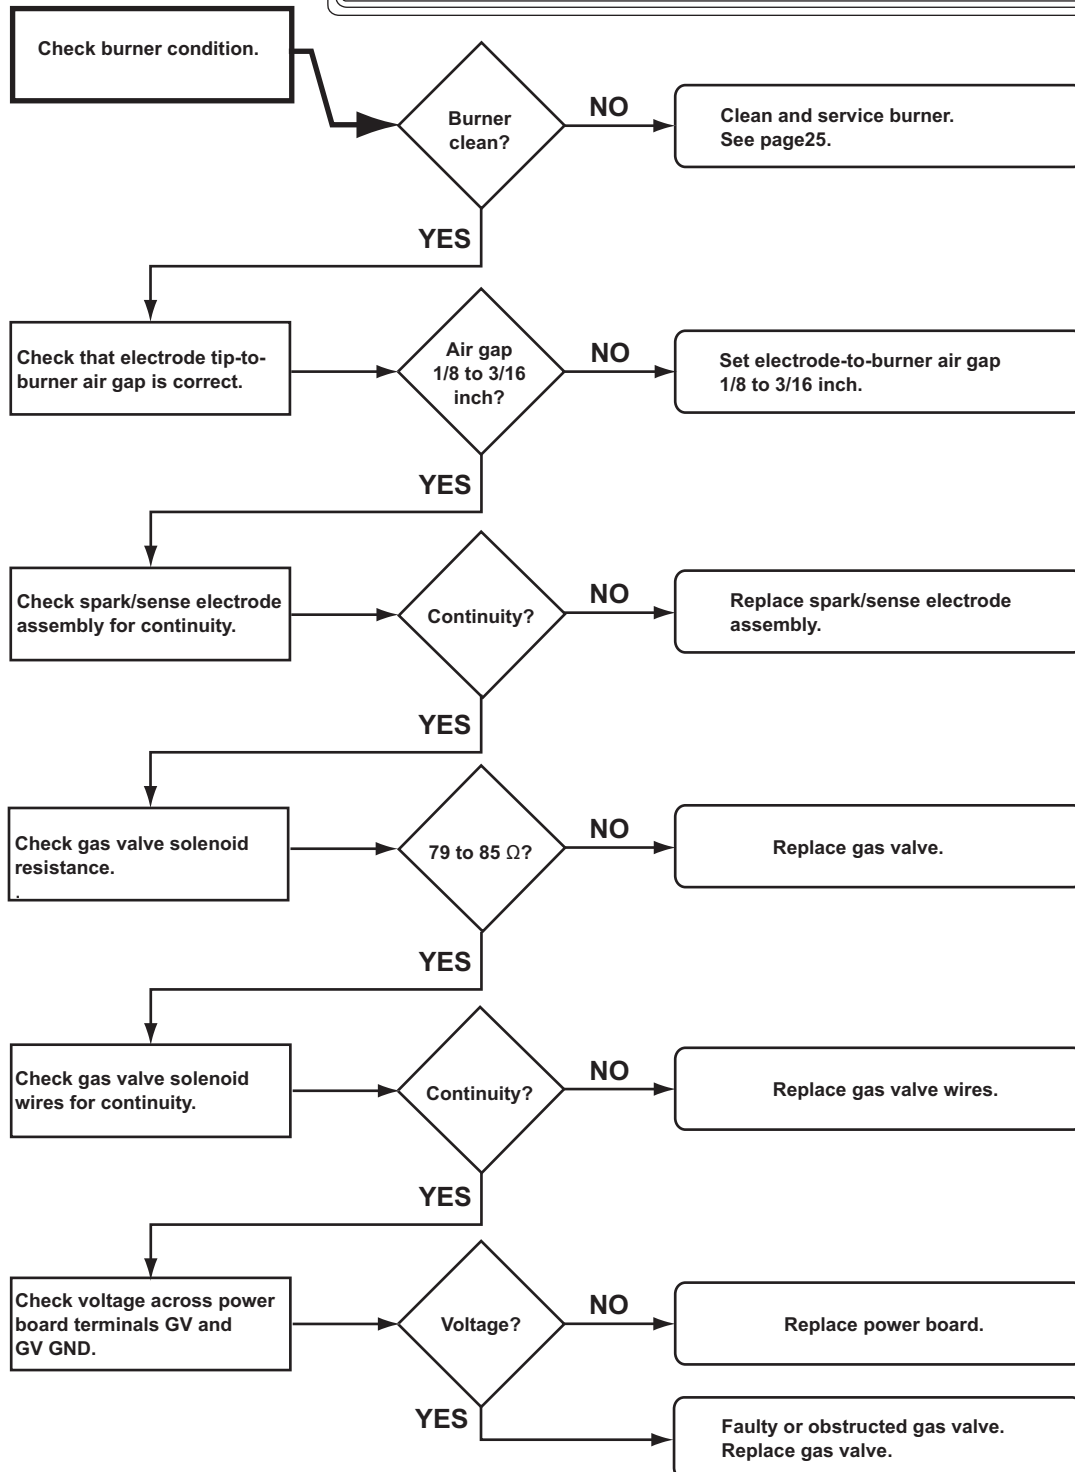 Check burner condition.
Burner
clean?
NO
Clean and service burner.
See page25.
YES
Check that electrode tip-to-
burner air gap is correct.
Air gap
1/8 to 3/16
inch?
NO
Set electrode-to-burner air gap
1/8 to 3/16 inch.
YES
Check spark/sense electrode
assembly for continuity.
Continuity?
NO
Replace spark/sense electrode
assembly.
YES
Check gas valve solenoid
resistance.
.
79 to 85 Ω?
NO
Replace gas valve.
YES
Check gas valve solenoid
wires for continuity.
Continuity?
NO
Replace gas valve wires.
YES
Check voltage across power
board terminals GV and
GV GND.
Voltage?
NO
Replace power board.
YES
Faulty or obstructed gas valve.
Replace gas valve.